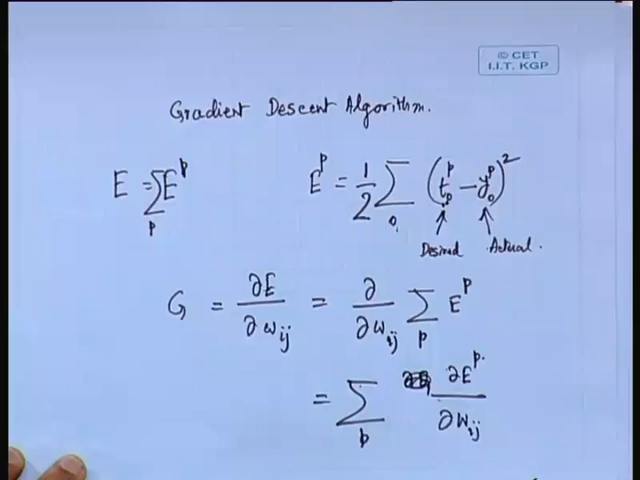 © CET
I.I.T. KGP
Gradient Descent Algorithm.
E = ∑_p E^p    E^p = 1/2 ∑_o (t_o^p − y_o^p)^2
Desired Actual.
G = ∂E/∂w_ij = ∂/∂w_ij ∑_p E^p
= ∑_p ∂E^p/∂w_ij